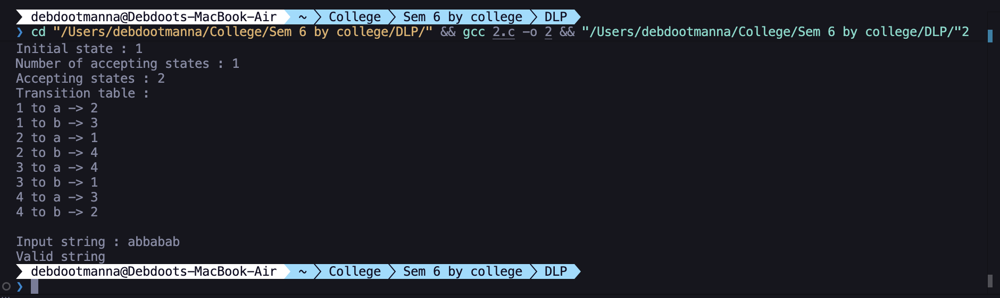 debdootmanna@Debdoots-MacBook-Air ~ College Sem 6 by college DLP
❯ cd "/Users/debdootmanna/College/Sem 6 by college/DLP/" && gcc 2.c -o 2 && "/Users/debdootmanna/College/Sem 6 by college/DLP/"2
Initial state : 1
Number of accepting states : 1
Accepting states : 2
Transition table :
1 to a -> 2
1 to b -> 3
2 to a -> 1
2 to b -> 4
3 to a -> 4
3 to b -> 1
4 to a -> 3
4 to b -> 2
Input string : abbabab
Valid string
debdootmanna@Debdoots-MacBook-Air ~ College Sem 6 by college DLP
❯